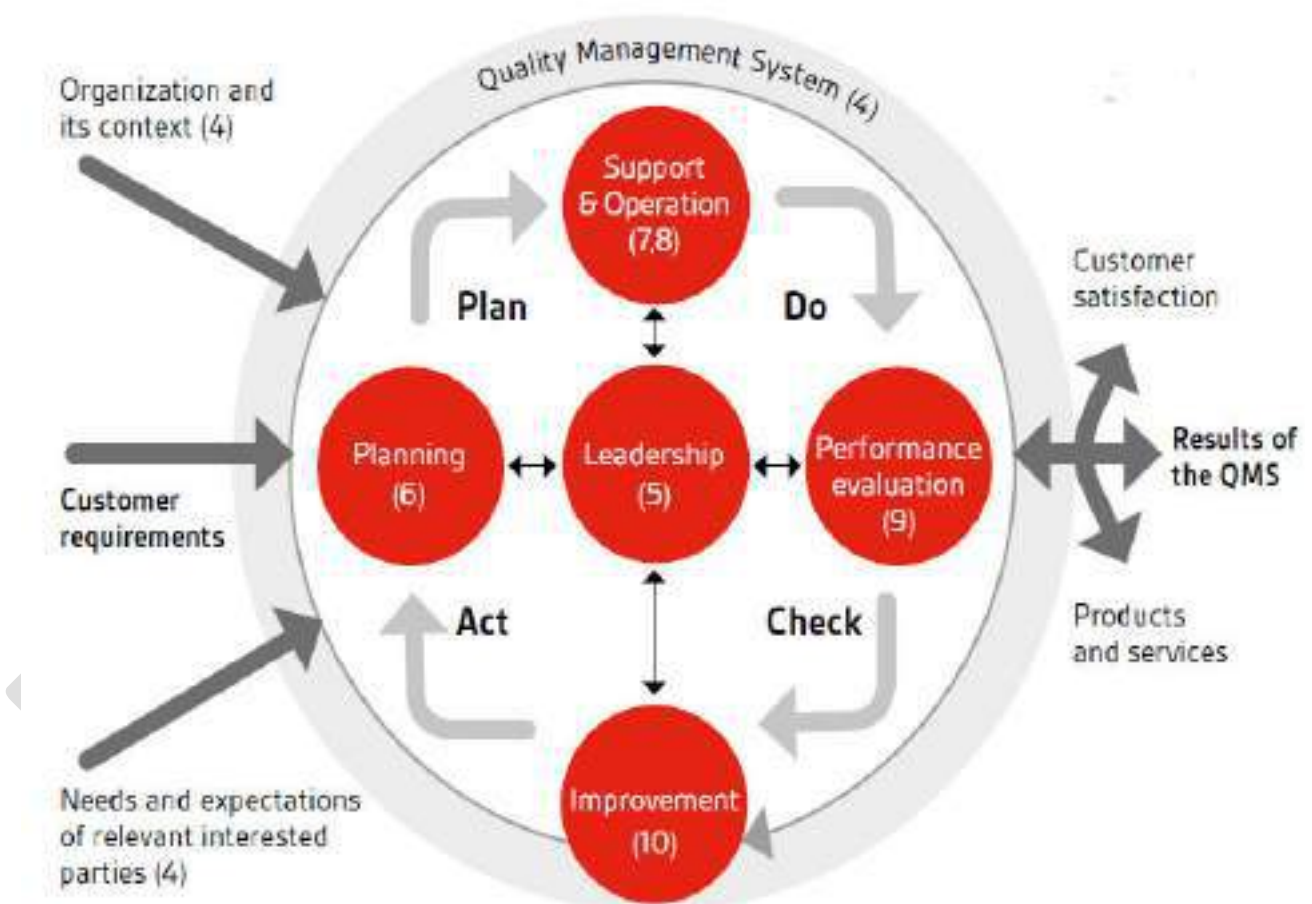 Quality Management System (4)
Organization and
its context (4)
Support
& Operation
(7,8)
Customer
satisfaction
Plan
Do
Planning
(6)
Leadership
(5)
Performance
evaluation
(9)
Results of
the QMS
Customer
requirements
Act
Check
Products
and services
Needs and expectations
of relevant interested
parties (4)
Improvement
(10)